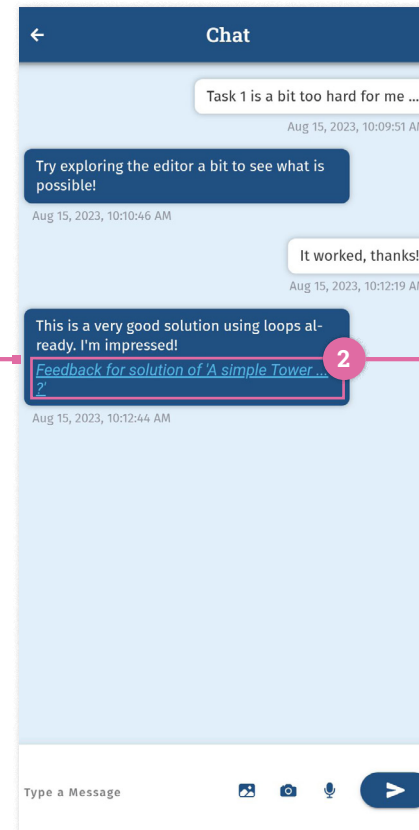 Chat
Task 1 is a bit too hard for me ...
Aug 15, 2023, 10:09:51
Try exploring the editor a bit to see what is
possible!
Aug 15, 2023, 10:10:46 AM
It worked, thanks!
Aug 15, 2023, 10:12:19
This is a very good solution using loops al-
ready. I'm impressed!
Feedback for solution of 'A simple Tower ...
?'
2
Aug 15, 2023, 10:12:44 AM
Type a Message